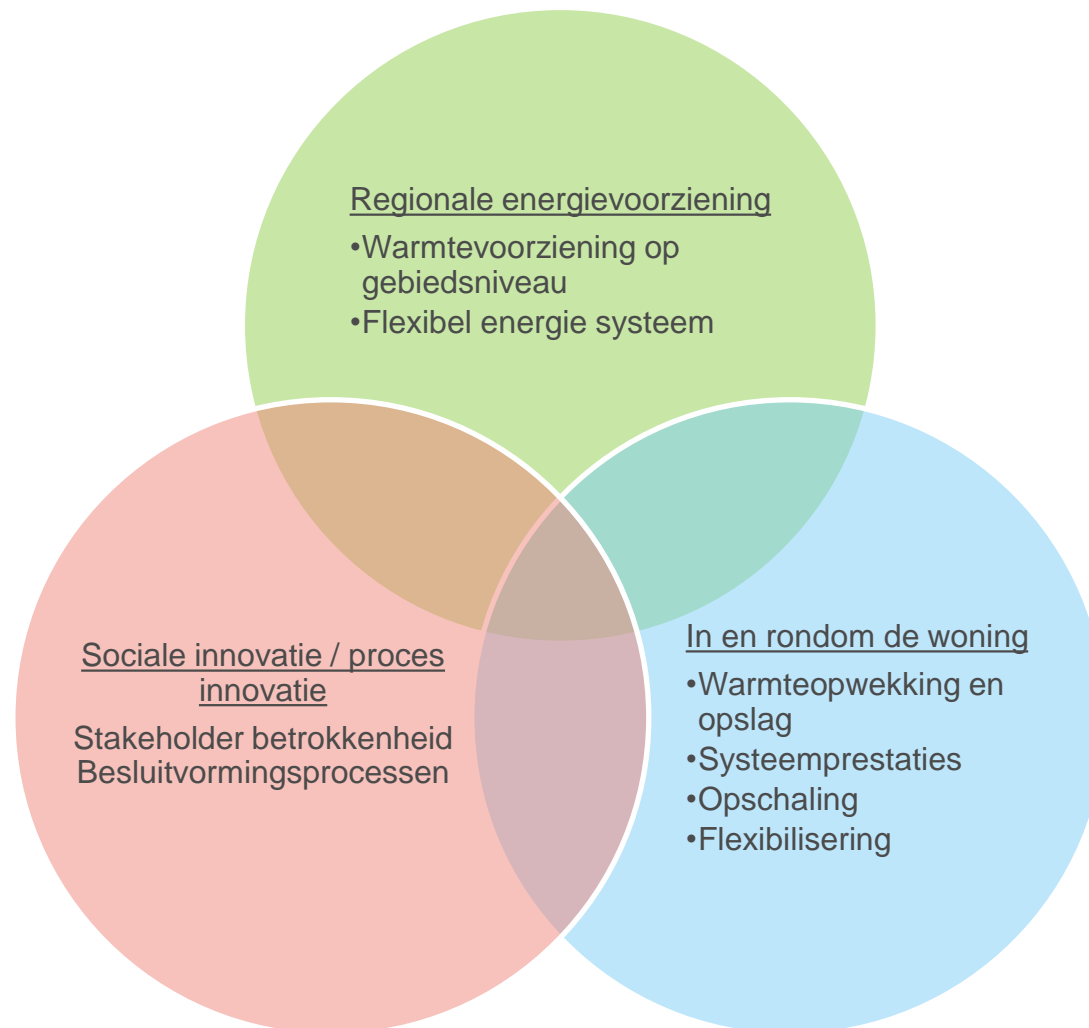 Regionale energievoorziening
•Warmtevoorziening op
gebiedsniveau
•Flexibel energie systeem
Sociale innovatie / proces
innovatie
Stakeholder betrokkenheid
Besluitvormingsprocessen
In en rondom de woning
•Warmteopwekking en
opslag
•Systeemprestaties
•Opschaling
•Flexibilisering